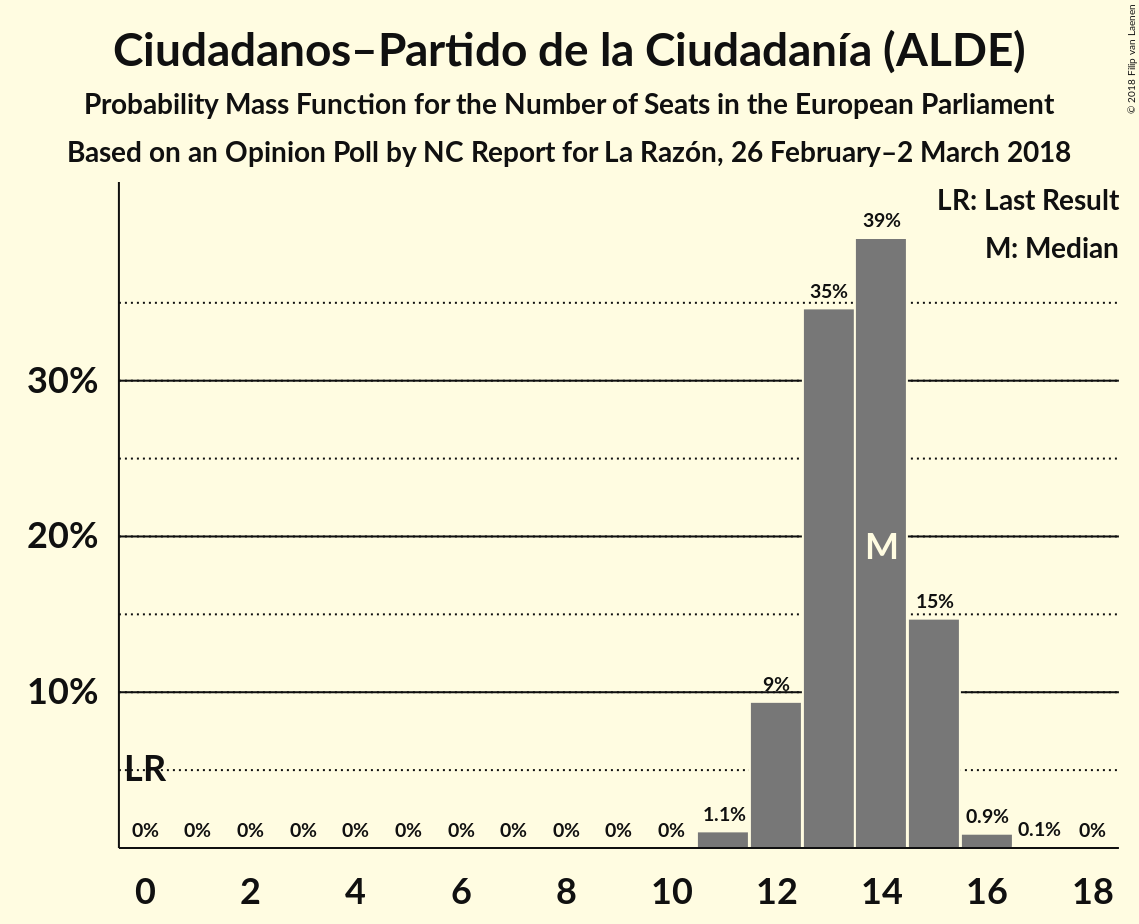 Ciudadanos–Partido de la Ciudadanía (ALDE)
Probability Mass Function for the Number of Seats in the European Parliament
Based on an Opinion Poll by NC Report for La Razón, 26 February–2 March 2018
© 2018 Filip van Laenen
LR: Last Result
M: Median
39%
35%
30%
20%
M
15%
10%
9%
LR
0% 0% 0% 0% 0% 0% 0% 0% 0% 0% 0% 1.1% 0.9% 0.1% 0%
0 2 4 6 8 10 12 14 16 18